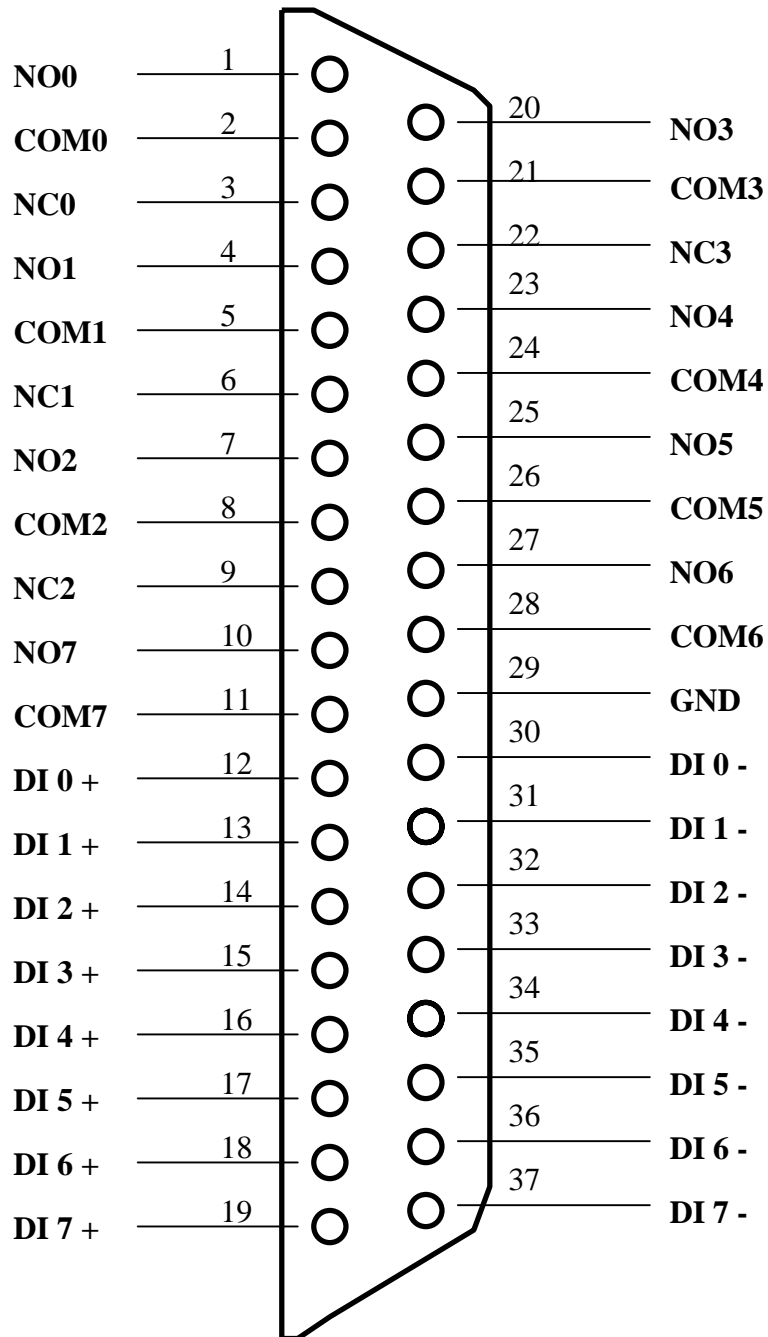 NO0 1
20 NO3
COM0 2
21 COM3
NC0 3
22 NC3
NO1 4
23 NO4
COM1 5
24 COM4
NC1 6
25 NO5
NO2 7
26 COM5
COM2 8
27 NO6
NC2 9
28 COM6
NO7 10
29 GND
COM7 11
30 DI 0 -
DI 0 + 12
31 DI 1 -
DI 1 + 13
32 DI 2 -
DI 2 + 14
33 DI 3 -
DI 3 + 15
34 DI 4 -
DI 4 + 16
35 DI 5 -
DI 5 + 17
36 DI 6 -
DI 6 + 18
37 DI 7 -
DI 7 + 19